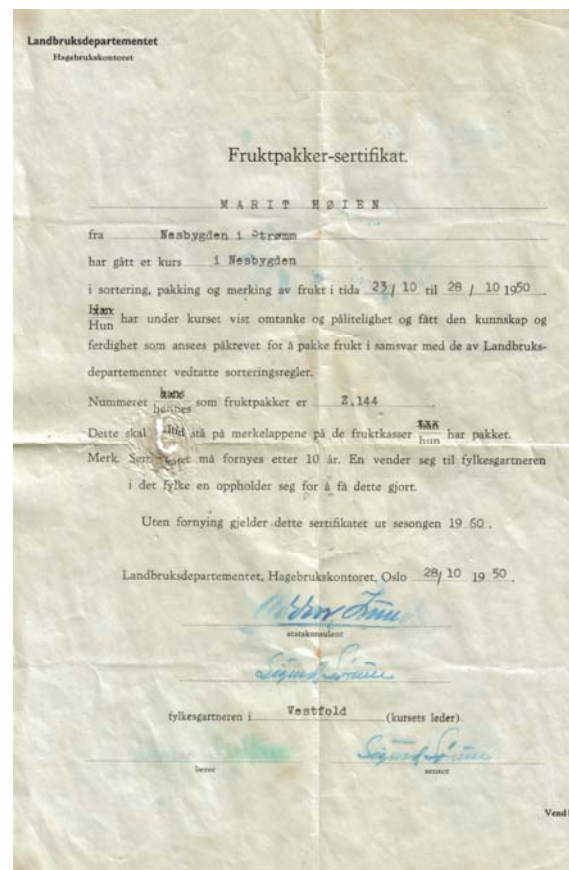 Landbruksdepartementet
Hagebrukskontoret
Fruktpakker-sertifikat.
MARIT HØIEN
fra Nesbygden i Strømm
har gått et kurs i Nesbygden
i sortering, pakking og merking av frukt i tida 23/10 til 28/10 1950.
Han
Hun har under kurset vist omtanke og pålitelighet og fått den kunnskap og
ferdighet som ansees påkrevet for å pakke frukt i samsvar med de av Landbruks-
departementet vedtatte sorteringsregler.
Nummeret hans
hennes som fruktpakker er Z.144.
Dette skal alltid stå på merkelappene på de fruktkasser han
hun har pakket.
Merk. Sertifikatet må fornyes etter 10 år. En vender seg til fylkesgartneren
i det fylke en oppholder seg for å få dette gjort.
Uten fornying gjelder dette sertifikatet ut sesongen 1960.
Landbruksdepartementet, Hagebrukskontoret, Oslo 28/10 1950.
statskonsulent
fylkesgartneren i Vestfold (kursets leder).
lærer
sensor
Vend!